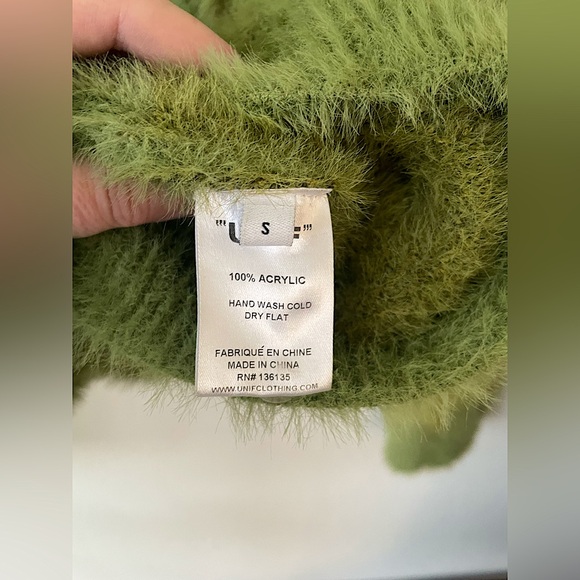 S
100% ACRYLIC
HAND WASH COLD
DRY FLAT
FABRIQUÉ EN CHINE
MADE IN CHINA
RN# 136135
WWW.UNIFCLOTHING.COM